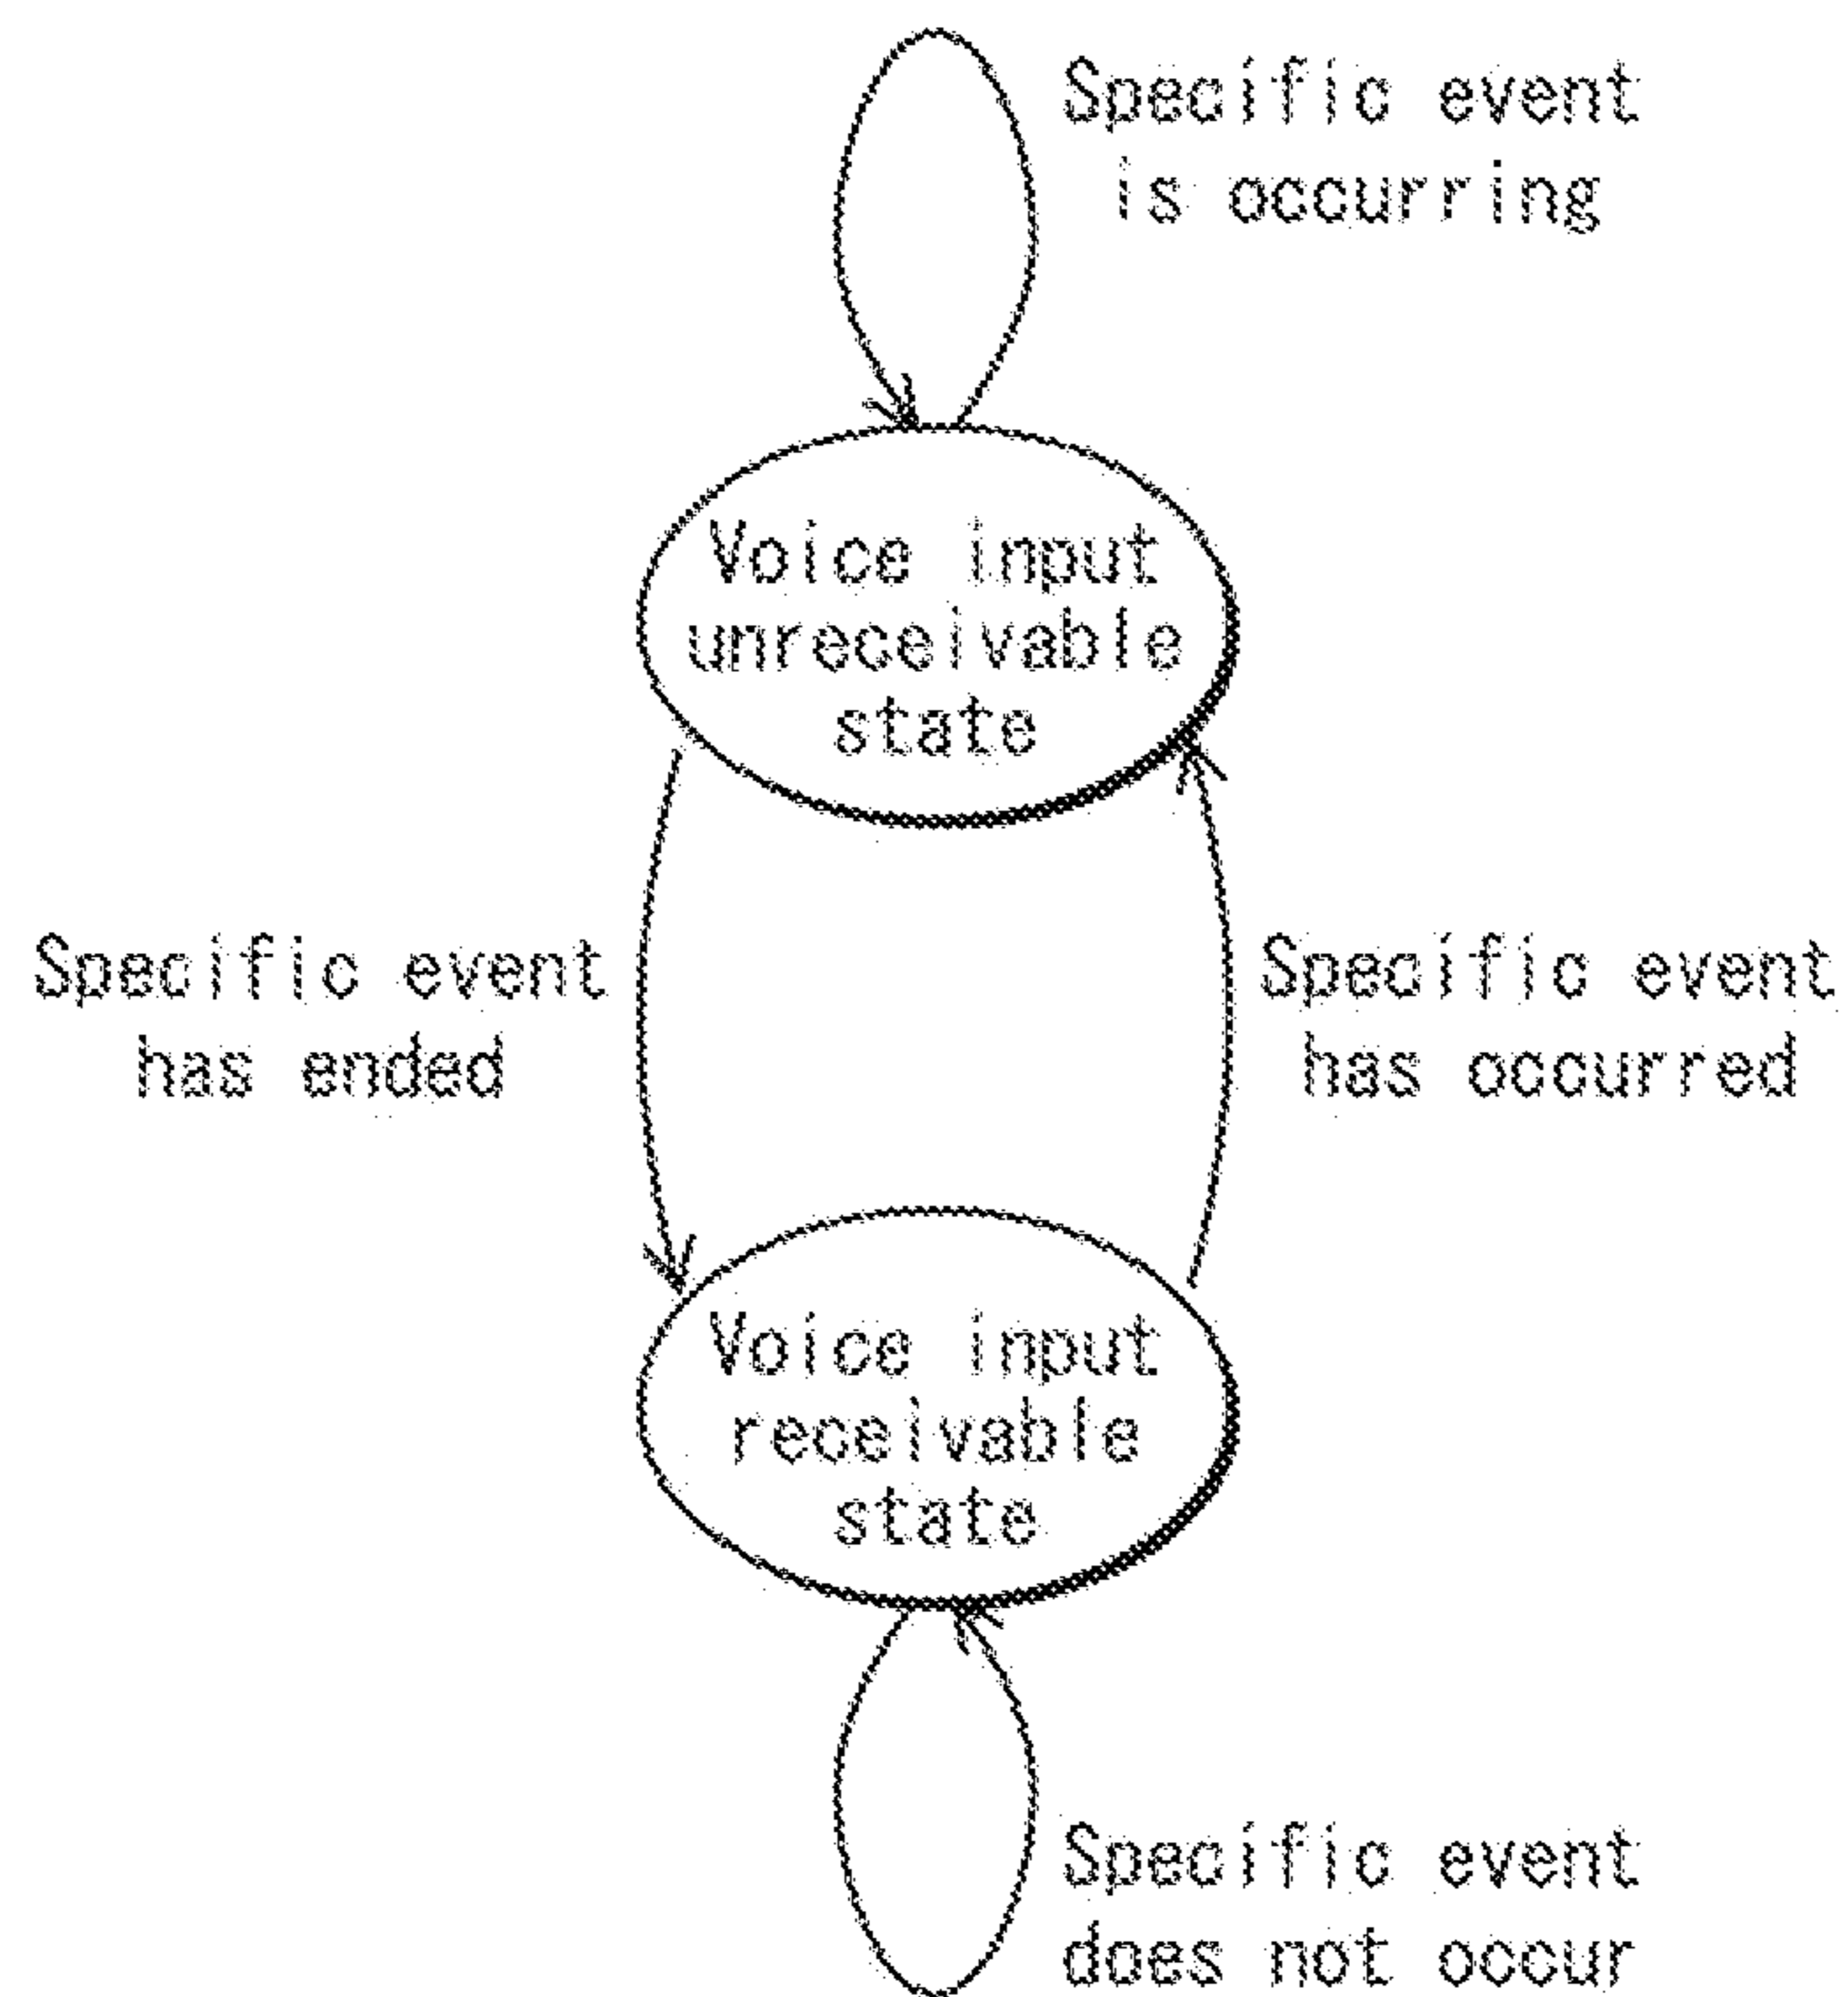 Specific event
is occurring
Voice input
unreceivable
state
Specific event
has ended
Specific event
has occurred
Voice input
receivable
state
Specific event
does not occur